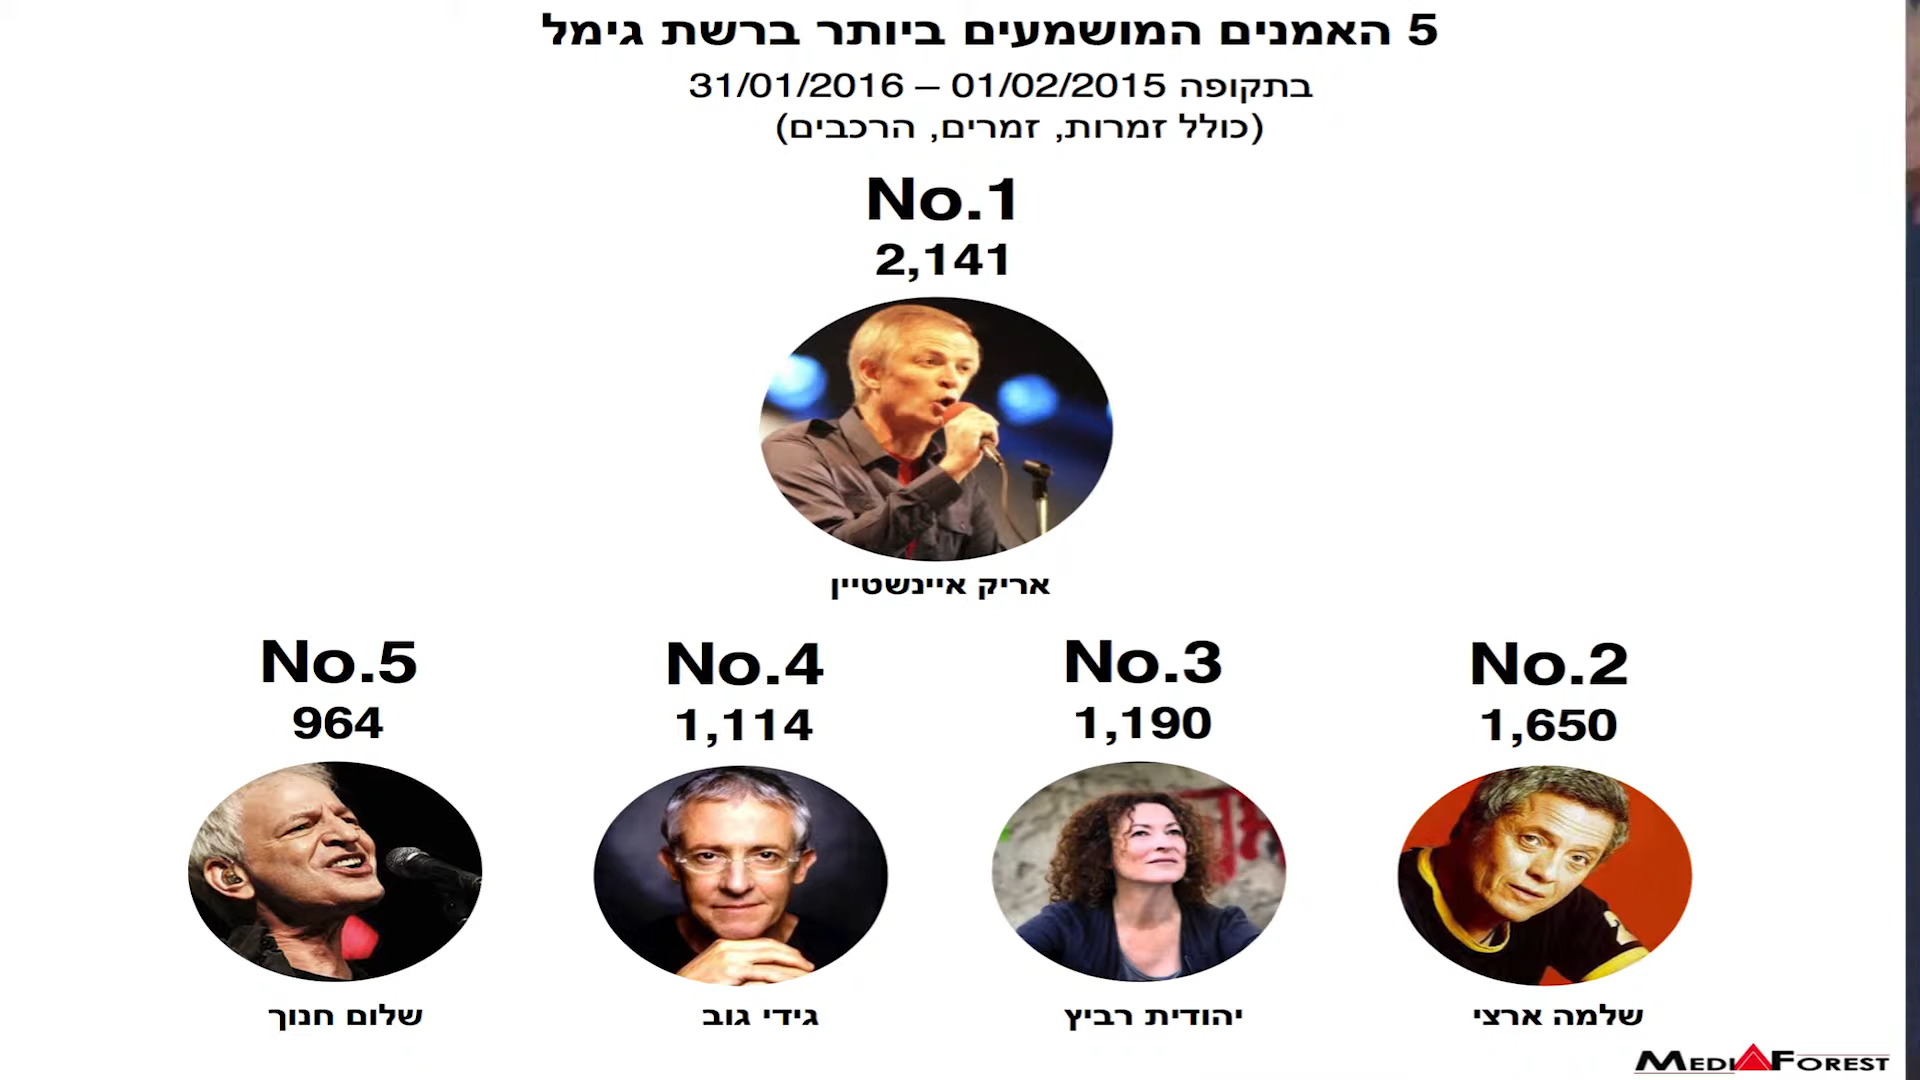 5 האמנים המושמעים ביותר ברשת גימל
בתקופה 01/02/2015 – 31/01/2016
(כולל זמרות, זמרים, הרכבים)
No.1
2,141
אריק איינשטיין
No.2
1,650
שלמה ארצי
No.3
1,190
יהודית רביץ
No.4
1,114
גידי גוב
No.5
964
שלום חנוך
MEDIAFOREST